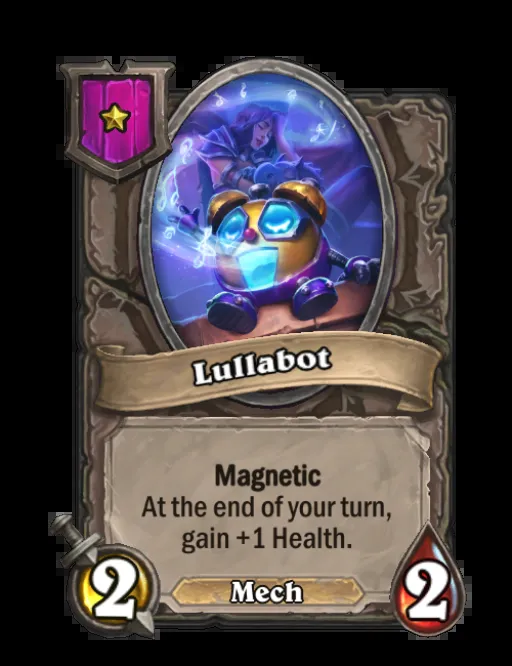 Lullabot
Magnetic
At the end of your turn,
gain +1 Health.
2
Mech
2